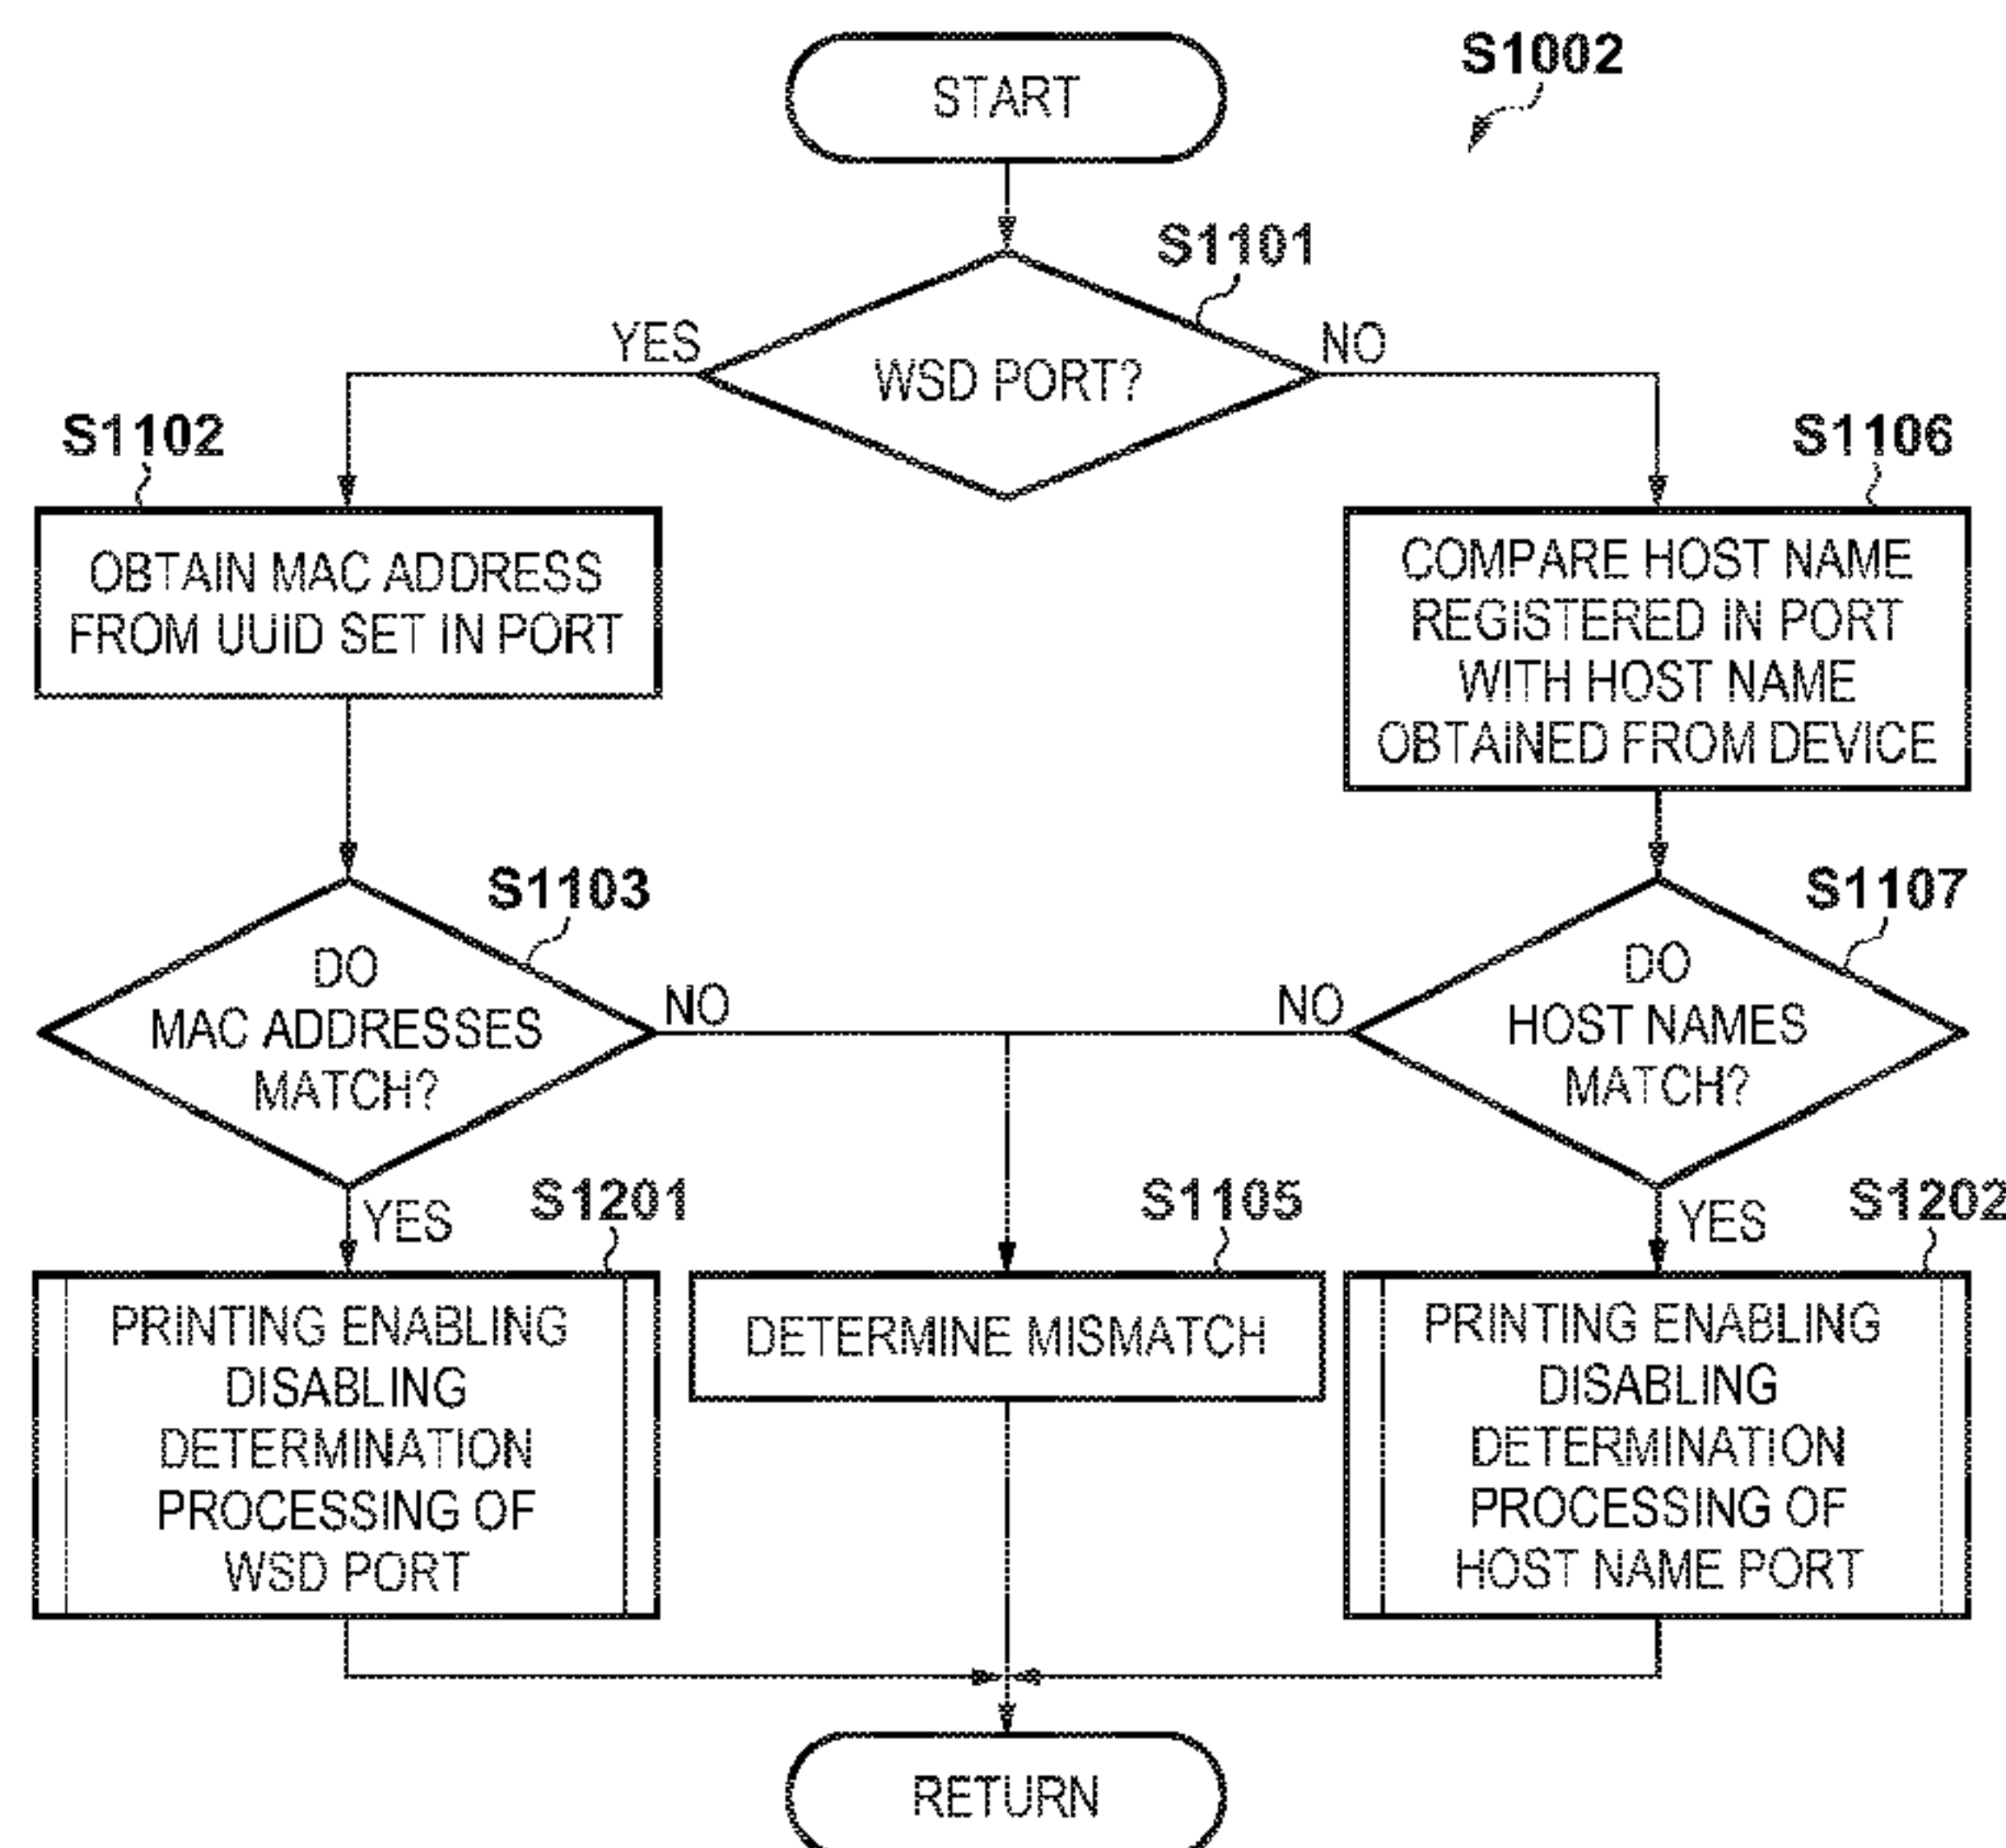 START
S1002
S1101
YES
WSD PORT?
NO
S1102
S1106
OBTAIN MAC ADDRESS
FROM UUID SET IN PORT
COMPARE HOST NAME
REGISTERED IN PORT
WITH HOST NAME
OBTAINED FROM DEVICE
S1103
S1107
DO
MAC ADDRESSES
MATCH?
NO
NO
DO
HOST NAMES
MATCH?
YES
S1201
S1105
YES
S1202
PRINTING ENABLING
DISABLING
DETERMINATION
PROCESSING OF
WSD PORT
DETERMINE MISMATCH
PRINTING ENABLING
DISABLING
DETERMINATION
PROCESSING OF
HOST NAME PORT
RETURN